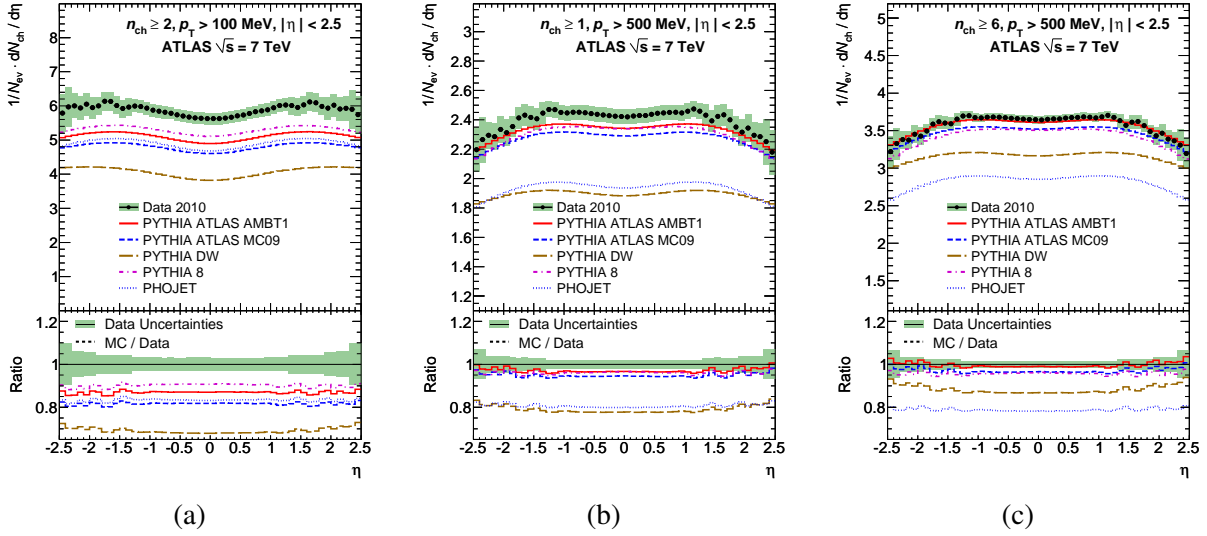 n_ch ≥ 2, p_T > 100 MeV, |η| < 2.5
ATLAS √s = 7 TeV
1/N_ev · dN_ch / dη
8
7
6
5
4
3
2
1
Data 2010
PYTHIA ATLAS AMBT1
PYTHIA ATLAS MC09
PYTHIA DW
PYTHIA 8
PHOJET
Ratio
1.2
1
0.8
Data Uncertainties
MC / Data
-2.5 -2 -1.5 -1 -0.5 0 0.5 1 1.5 2 2.5
η
(a)
n_ch ≥ 1, p_T > 500 MeV, |η| < 2.5
ATLAS √s = 7 TeV
1/N_ev · dN_ch / dη
3
2.8
2.6
2.4
2.2
2
1.8
1.6
1.4
1.2
Data 2010
PYTHIA ATLAS AMBT1
PYTHIA ATLAS MC09
PYTHIA DW
PYTHIA 8
PHOJET
Ratio
1.2
1
0.8
Data Uncertainties
MC / Data
-2.5 -2 -1.5 -1 -0.5 0 0.5 1 1.5 2 2.5
η
(b)
n_ch ≥ 6, p_T > 500 MeV, |η| < 2.5
ATLAS √s = 7 TeV
1/N_ev · dN_ch / dη
5
4.5
4
3.5
3
2.5
2
1.5
Data 2010
PYTHIA ATLAS AMBT1
PYTHIA ATLAS MC09
PYTHIA DW
PYTHIA 8
PHOJET
Ratio
1.2
1
0.8
Data Uncertainties
MC / Data
-2.5 -2 -1.5 -1 -0.5 0 0.5 1 1.5 2 2.5
η
(c)